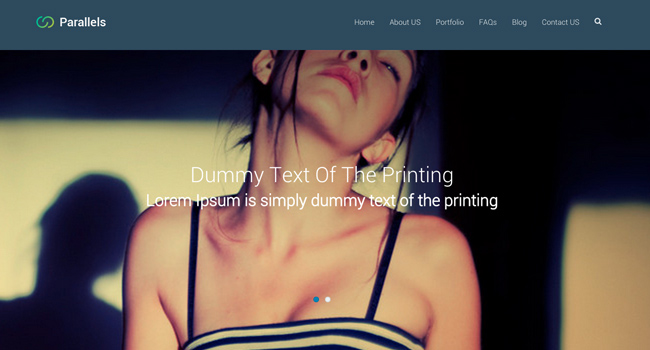 Parallels
Home About US Portfolio FAQs Blog Contact US
Dummy Text Of The Printing
Lorem Ipsum is simply dummy text of the printing